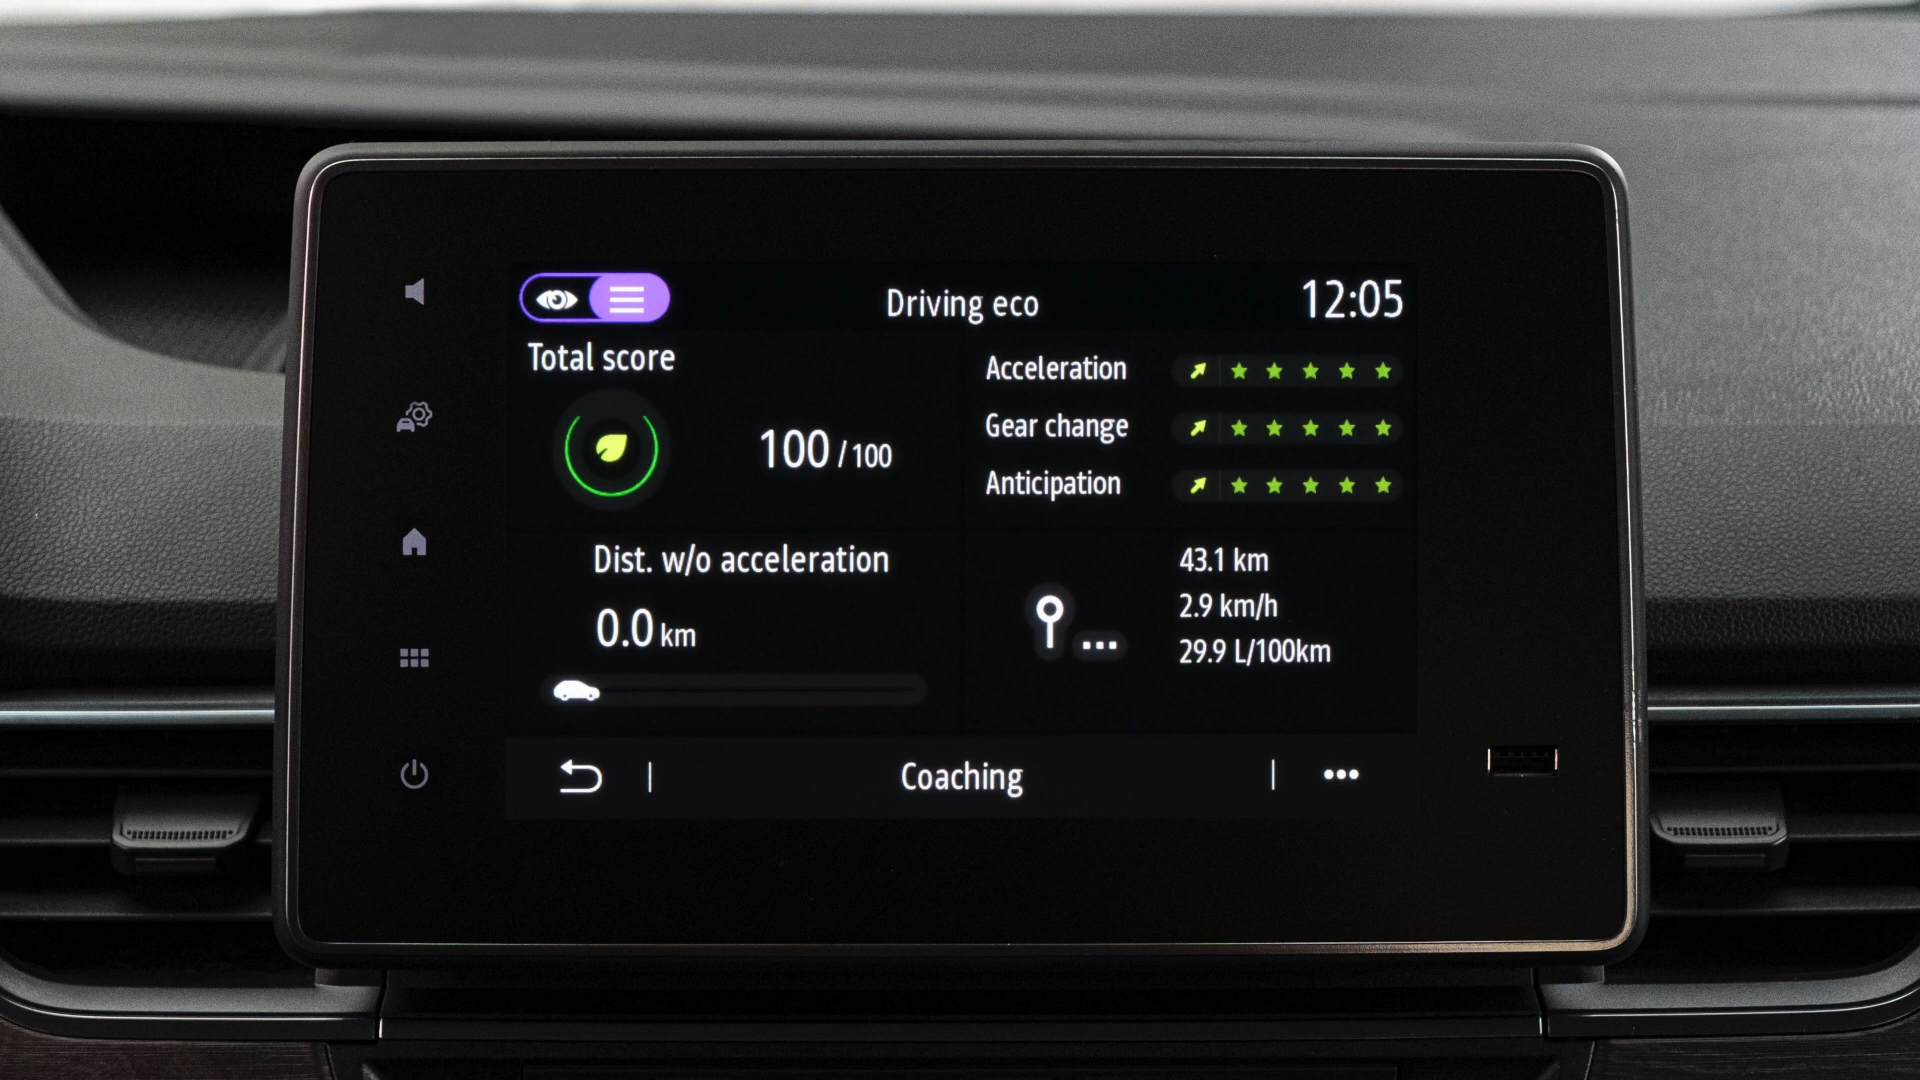 Driving eco
12:05
Total score
100 / 100
Acceleration
Gear change
Anticipation
Dist. w/o acceleration
0.0 km
43.1 km
2.9 km/h
29.9 L/100km
Coaching